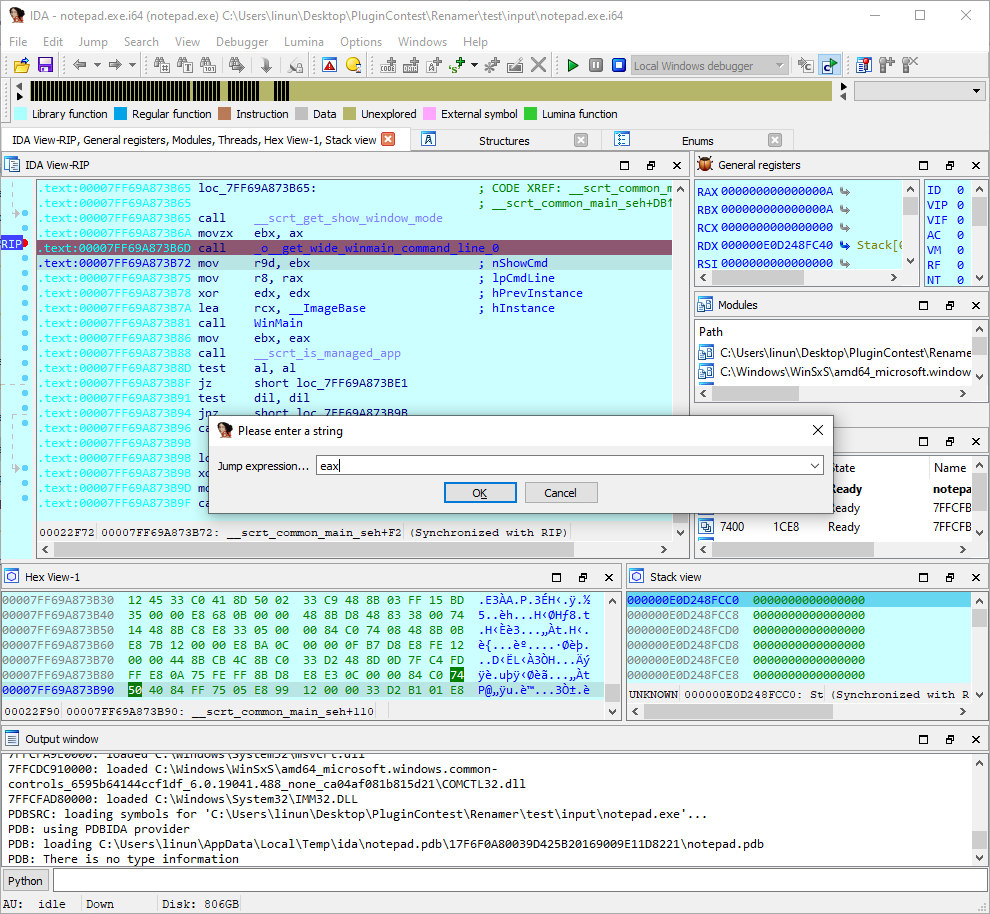 IDA - notepad.exe.i64 (notepad.exe) C:\Users\linun\Desktop\PluginContest\Renamer\test\input\notepad.exe.i64
File Edit Jump Search View Debugger Lumina Options Windows Help
Local Windows debugger
Library function Regular function Instruction Data Unexplored External symbol Lumina function
IDA View-RIP, General registers, Modules, Threads, Hex View-1, Stack view Structures Enums
IDA View-RIP
.text:00007FF69A873B65 loc_7FF69A873B65: ; CODE XREF: __scrt_common_m
.text:00007FF69A873B65 ; __scrt_common_main_seh+DB↑
.text:00007FF69A873B65 call __scrt_get_show_window_mode
.text:00007FF69A873B6A movzx ebx, ax
RIP .text:00007FF69A873B6D call _o__get_wide_winmain_command_line_0
.text:00007FF69A873B72 mov r9d, ebx ; nShowCmd
.text:00007FF69A873B75 mov r8, rax ; lpCmdLine
.text:00007FF69A873B78 xor edx, edx ; hPrevInstance
.text:00007FF69A873B7A lea rcx, __ImageBase ; hInstance
.text:00007FF69A873B81 call WinMain
.text:00007FF69A873B86 mov ebx, eax
.text:00007FF69A873B88 call __scrt_is_managed_app
.text:00007FF69A873B8D test al, al
.text:00007FF69A873B8F jz short loc_7FF69A873BE1
.text:00007FF69A873B91 test dil, dil
.text:00007FF69A873B94 jnz short loc_7FF69A873B9B
.text:00007FF69A873B96 ca
.text:00007FF69A873B9B
.text:00007FF69A873B9B lo
.text:00007FF69A873B9B xo
.text:00007FF69A873B9D mo
.text:00007FF69A873B9F ca
00022F72 00007FF69A873B72: __scrt_common_main_seh+F2 (Synchronized with RIP)
General registers
RAX 000000000000000A
RBX 000000000000000A
RCX 0000000000000000
RDX 000000E0D248FC40 Stack[
RSI 0000000000000000
ID 0
VIP 0
VIF 0
AC 0
VM 0
RF 0
NT 0
Modules
Path
C:\Users\linun\Desktop\PluginContest\Rename
C:\Windows\WinSxS\amd64_microsoft.window
Please enter a string
Jump expression... eax
OK Cancel
State Name
Ready notepa
Ready 7FFCFB
7400 1CE8 Ready 7FFCFB
Hex View-1
00007FF69A873B30 12 45 33 C0 41 8D 50 02 33 C9 48 8B 03 FF 15 BD .E3ÀA.P.3ÉH‹.ÿ.½
00007FF69A873B40 35 00 00 E8 68 0B 00 00 48 8B D8 48 83 38 00 74 5..èh...H‹ØHƒ8.t
00007FF69A873B50 14 48 8B C8 E8 33 05 00 00 84 C0 74 08 48 8B 0B .H‹Èè3...„Àt.H‹.
00007FF69A873B60 E8 7B 12 00 00 E8 BA 0C 00 00 0F B7 D8 E8 FE 12 è{...èº....·Øèþ.
00007FF69A873B70 00 00 44 8B CB 4C 8B C0 33 D2 48 8D 0D 7F C4 FD ..D‹ËL‹À3ÒH...Äý
00007FF69A873B80 FF E8 0A 75 FE FF 8B D8 E8 E3 0C 00 00 84 C0 74 ÿè.uþÿ‹Øèã...„Àt
00007FF69A873B90 50 40 84 FF 75 05 E8 99 12 00 00 33 D2 B1 01 E8 P@„ÿu.è™...3Ò±.è
00022F90 00007FF69A873B90: __scrt_common_main_seh+110
Stack view
000000E0D248FCC0 0000000000000000
000000E0D248FCC8 0000000000000000
000000E0D248FCD0 0000000000000000
000000E0D248FCD8 0000000000000000
000000E0D248FCE0 0000000000000000
000000E0D248FCE8 0000000000000000
UNKNOWN 000000E0D248FCC0: St (Synchronized with R
Output window
7FFCFA9E0000: loaded C:\Windows\System32\msvcrt.dll
7FFCDC910000: loaded C:\Windows\WinSxS\amd64_microsoft.windows.common-
controls_6595b64144ccf1df_6.0.19041.488_none_ca04af081b815d21\COMCTL32.dll
7FFCFAD80000: loaded C:\Windows\System32\IMM32.DLL
PDBSRC: loading symbols for 'C:\Users\linun\Desktop\PluginContest\Renamer\test\input\notepad.exe'...
PDB: using PDBIDA provider
PDB: loading C:\Users\linun\AppData\Local\Temp\ida\notepad.pdb\17F6F0A80039D425B20169009E11D8221\notepad.pdb
PDB: There is no type information
Python
AU: idle Down Disk: 806GB